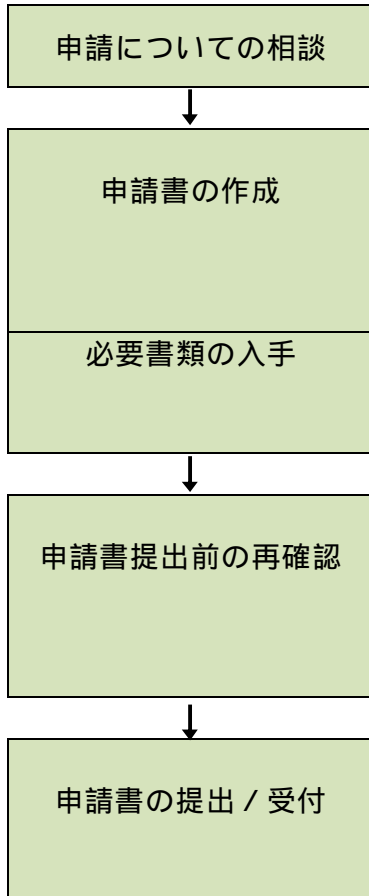 申請についての相談
申請書の作成
必要書類の入手
申請書提出前の再確認
申請書の提出 / 受付